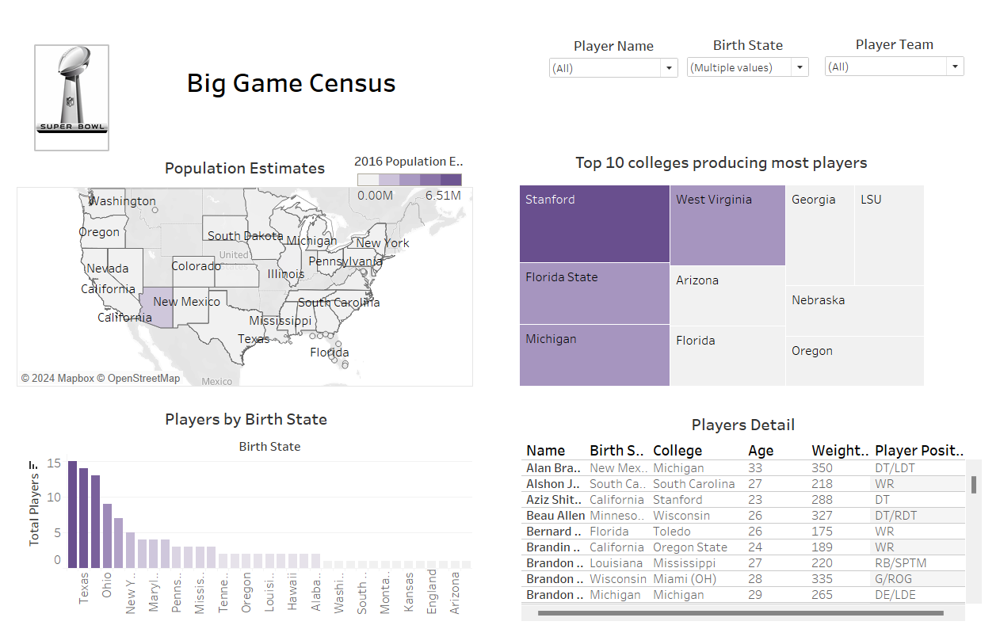 Player Name
Birth State
Player Team
(All)
(Multiple values)
(All)
SUPER BOWL
NFL
Big Game Census
Population Estimates
2016 Population E..
0.00M
6.51M
Washington
Oregon
South Dakota
Michigan
New York
United
States
Pennsylvania
Nevada
Colorado
Illinois
California
New Mexico
South Carolina
California
Mississippi
Texas
Florida
© 2024 Mapbox © OpenStreetMap
Mexico
Top 10 colleges producing most players
Stanford
West Virginia
Georgia
LSU
Florida State
Arizona
Nebraska
Michigan
Florida
Oregon
Players by Birth State
Birth State
Total Players
15
10
5
0
Texas
Ohio
New Y..
Maryl..
Penns..
Missis..
Tenne..
Oregon
Louisi..
Hawaii
Alaba..
Washi..
South ..
Monta..
Kansas
England
Arizona
Players Detail
Name Birth S.. College Age Weight.. Player Posit..
Alan Bra.. New Mex.. Michigan 33 350 DT/LDT
Alshon J.. South Ca.. South Carolina 27 218 WR
Aziz Shit.. California Stanford 23 288 DT
Beau Allen Minneso.. Wisconsin 26 327 DT/RDT
Bernard .. Florida Toledo 26 175 WR
Brandin .. California Oregon State 24 189 WR
Brandon .. Louisiana Mississippi 27 220 RB/SPTM
Brandon .. Wisconsin Miami (OH) 28 335 G/ROG
Brandon .. Michigan Michigan 29 265 DE/LDE